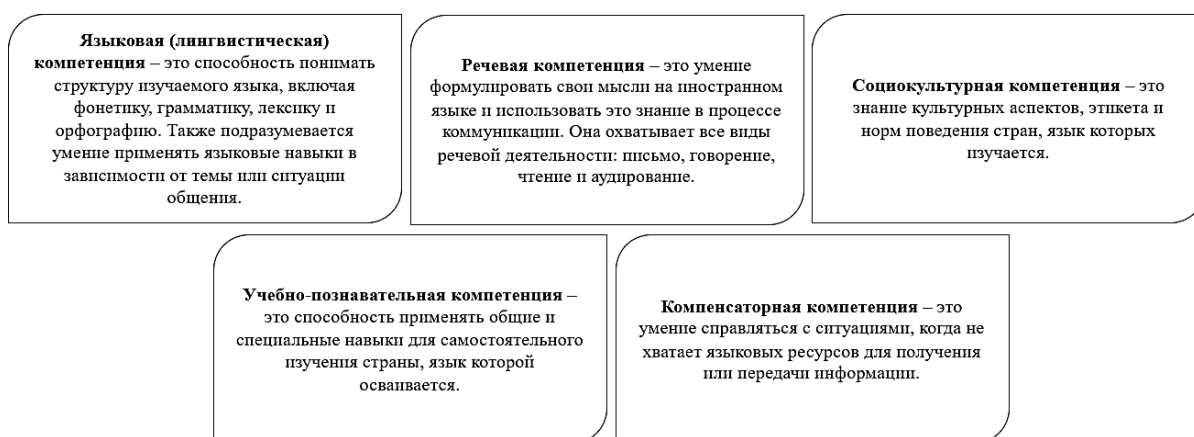 Языковая (лингвистическая)
компетенция – это способность понимать
структуру изучаемого языка, включая
фонетику, грамматику, лексику и
орфографию. Также подразумевается
умение применять языковые навыки в
зависимости от темы или ситуации
общения.
Речевая компетенция – это умение
формулировать свои мысли на иностранном
языке и использовать это знание в процессе
коммуникации. Она охватывает все виды
речевой деятельности: письмо, говорение,
чтение и аудирование.
Социокультурная компетенция – это
знание культурных аспектов, этикета и
норм поведения стран, язык которых
изучается.
Учебно-познавательная компетенция –
это способность применять общие и
специальные навыки для самостоятельного
изучения страны, язык которой
осваивается.
Компенсаторная компетенция – это
умение справляться с ситуациями, когда не
хватает языковых ресурсов для получения
или передачи информации.